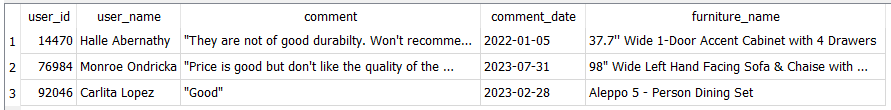 user_id user_name comment comment_date furniture_name
1 14470 Halle Abernathy "They are not of good durabilty. Won't recomme... 2022-01-05 37.7'' Wide 1-Door Accent Cabinet with 4 Drawers
2 76984 Monroe Ondricka "Price is good but don't like the quality of the ... 2023-07-31 98" Wide Left Hand Facing Sofa & Chaise with ...
3 92046 Carlita Lopez "Good" 2023-02-28 Aleppo 5 - Person Dining Set